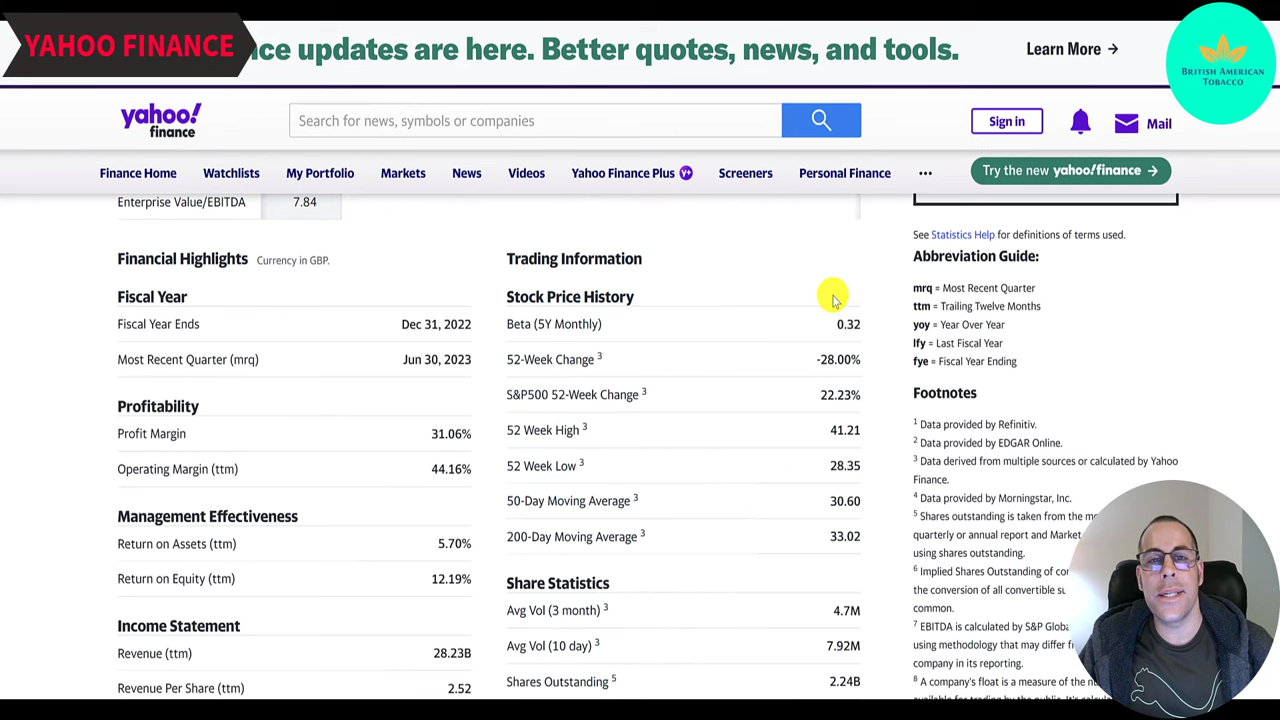 YAHOO FINANCE
ce updates are here. Better quotes, news, and tools.
Learn More →
BRITISH AMERICAN
TOBACCO
yahoo!
finance
Search for news, symbols or companies
Sign in
Mail
Finance Home
Watchlists
My Portfolio
Markets
News
Videos
Yahoo Finance Plus Y+
Screeners
Personal Finance
...
Try the new yahoo!finance →
Enterprise Value/EBITDA 7.84
Financial Highlights Currency in GBP.
Fiscal Year
Fiscal Year Ends Dec 31, 2022
Most Recent Quarter (mrq) Jun 30, 2023
Profitability
Profit Margin 31.06%
Operating Margin (ttm) 44.16%
Management Effectiveness
Return on Assets (ttm) 5.70%
Return on Equity (ttm) 12.19%
Income Statement
Revenue (ttm) 28.23B
Revenue Per Share (ttm) 2.52
Trading Information
Stock Price History
Beta (5Y Monthly) 0.32
52-Week Change 3 -28.00%
S&P500 52-Week Change 3 22.23%
52 Week High 3 41.21
52 Week Low 3 28.35
50-Day Moving Average 3 30.60
200-Day Moving Average 3 33.02
Share Statistics
Avg Vol (3 month) 3 4.7M
Avg Vol (10 day) 3 7.92M
Shares Outstanding 5 2.24B
See Statistics Help for definitions of terms used.
Abbreviation Guide:
mrq = Most Recent Quarter
ttm = Trailing Twelve Months
yoy = Year Over Year
lfy = Last Fiscal Year
fye = Fiscal Year Ending
Footnotes
1 Data provided by Refinitiv.
2 Data provided by EDGAR Online.
3 Data derived from multiple sources or calculated by Yahoo
Finance.
4 Data provided by Morningstar, Inc.
5 Shares outstanding is taken from the
quarterly or annual report and Market
using shares outstanding.
6 Implied Shares Outstanding of
the conversion of all convertible
common.
7 EBITDA is calculated by S&P
using methodology that may differ
company in its reporting.
8 A company's float is a measure of the